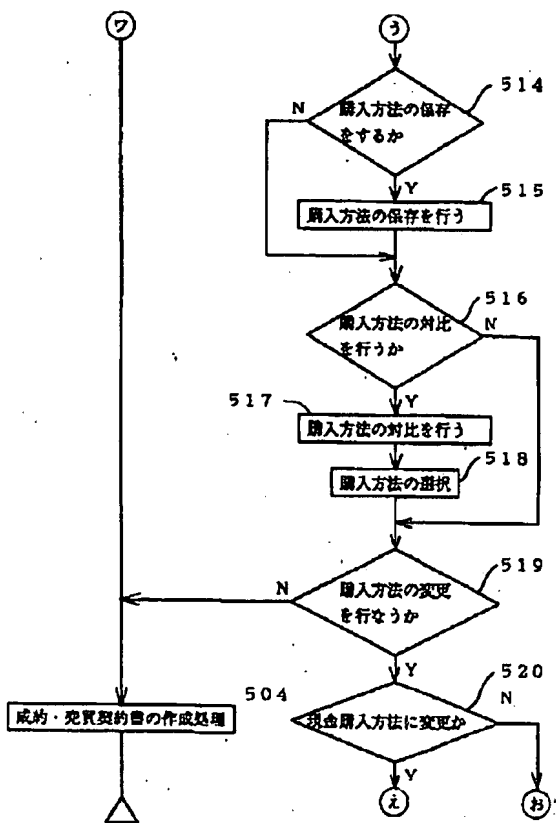 ワ
う
514
N
購入方法の保存
をするか
Y
515
購入方法の保存を行う
516
購入方法の対比
を行うか
N
Y
517
購入方法の対比を行う
518
購入方法の選択
519
N
購入方法の変更
を行なうか
Y
504
520
成約・売買契約書の作成処理
現金購入方法に変更か
N
Y
え
お